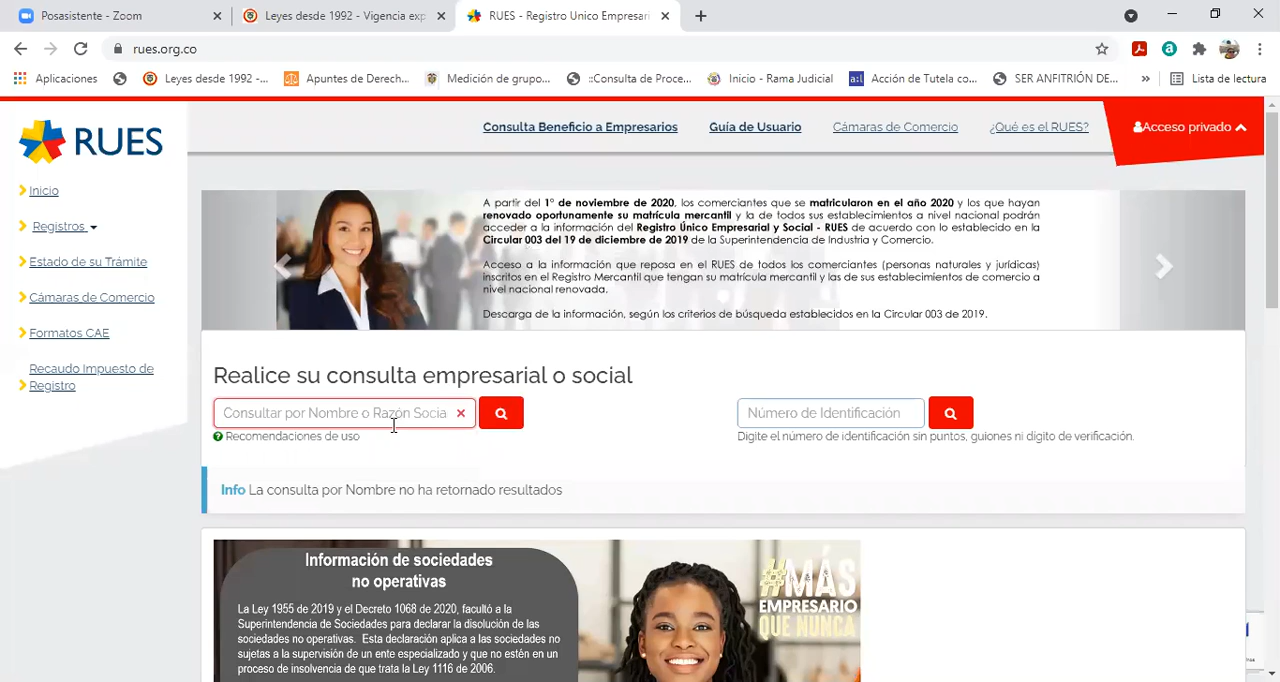 Posasistente - Zoom
Leyes desde 1992 - Vigencia exp
RUES - Registro Unico Empresari
rues.org.co
Aplicaciones
Leyes desde 1992 -...
Apuntes de Derech...
Medición de grupo...
::Consulta de Proce...
Inicio - Rama Judicial
Acción de Tutela co...
SER ANFITRIÓN DE...
»
Lista de lectura
RUES
Consulta Beneficio a Empresarios
Guía de Usuario
Cámaras de Comercio
¿Qué es el RUES?
Acceso privado
Inicio
Registros
Estado de su Trámite
Cámaras de Comercio
Formatos CAE
Recaudo Impuesto de
Registro
A partir del 1° de noviembre de 2020, los comerciantes que se matricularon en el año 2020 y los que hayan
renovado oportunamente su matrícula mercantil y la de todos sus establecimientos a nivel nacional podrán
acceder a la información del Registro Único Empresarial y Social - RUES de acuerdo con lo establecido en la
Circular 003 del 19 de diciembre de 2019 de la Superintendencia de Industria y Comercio.
Acceso a la información que reposa en el RUES de todos los comerciantes (personas naturales y jurídicas)
inscritos en el Registro Mercantil que tengan su matrícula mercantil y las de sus establecimientos de comercio a
nivel nacional renovada.
Descarga de la información, según los criterios de búsqueda establecidos en la Circular 003 de 2019.
Realice su consulta empresarial o social
Consultar por Nombre o Razón Socia
Número de Identificación
Recomendaciones de uso
Digite el número de identificación sin puntos, guiones ni dígito de verificación.
Info La consulta por Nombre no ha retornado resultados
Información de sociedades
no operativas
La Ley 1955 de 2019 y el Decreto 1068 de 2020, facultó a la
Superintendencia de Sociedades para declarar la disolución de las
sociedades no operativas. Esta declaración aplica a las sociedades no
sujetas a la supervisión de un ente especializado y que no estén en un
proceso de insolvencia de que trata la Ley 1116 de 2006.
#MÁS
EMPRESARIO
QUE NUNCA